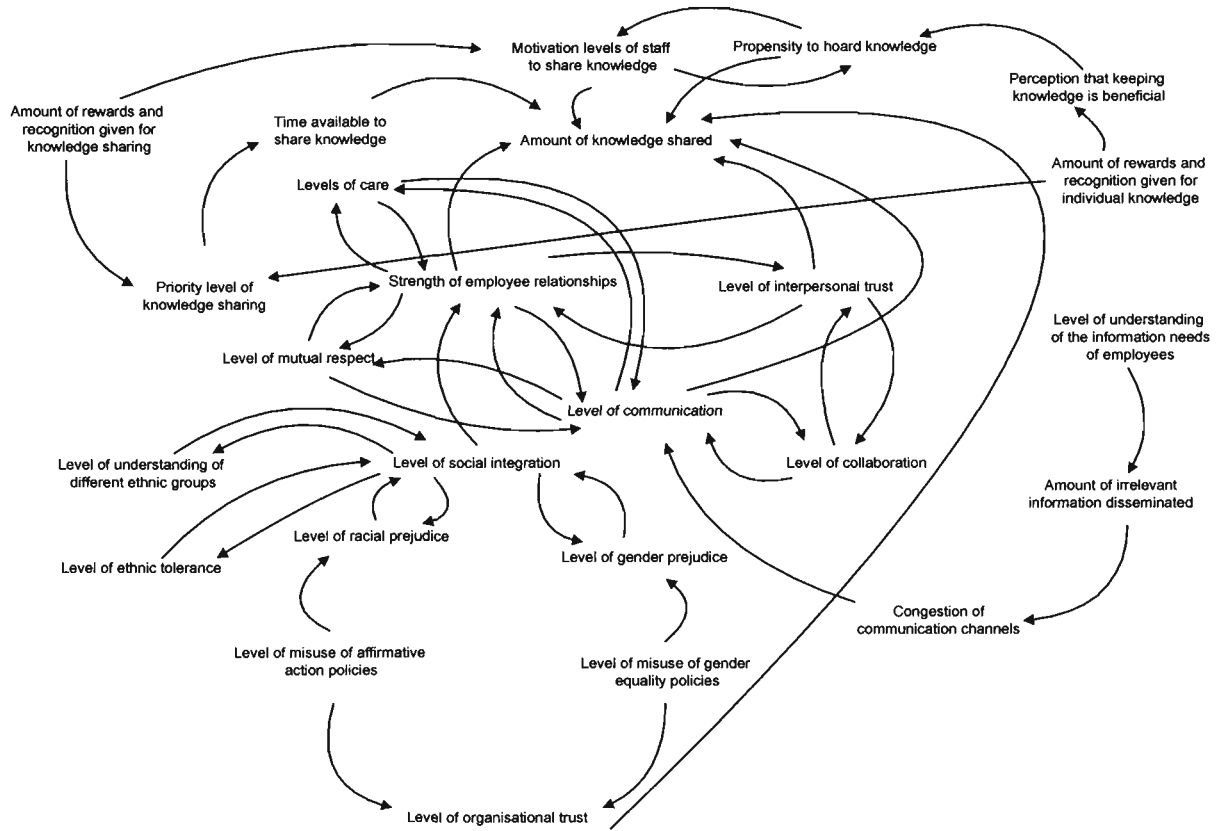 Motivation levels of staff
to share knowledge
Propensity to hoard knowledge
Perception that keeping
knowledge is beneficial
Amount of rewards and
recognition given for
knowledge sharing
Time available to
share knowledge
Amount of knowledge shared
Amount of rewards and
recognition given for
individual knowledge
Levels of care
Priority level of
knowledge sharing
Strength of employee relationships
Level of interpersonal trust
Level of understanding
of the information needs
of employees
Level of mutual respect
Level of communication
Level of understanding of
different ethnic groups
Level of social integration
Level of collaboration
Amount of irrelevant
information disseminated
Level of racial prejudice
Level of gender prejudice
Level of ethnic tolerance
Congestion of
communication channels
Level of misuse of affirmative
action policies
Level of misuse of gender
equality policies
Level of organisational trust